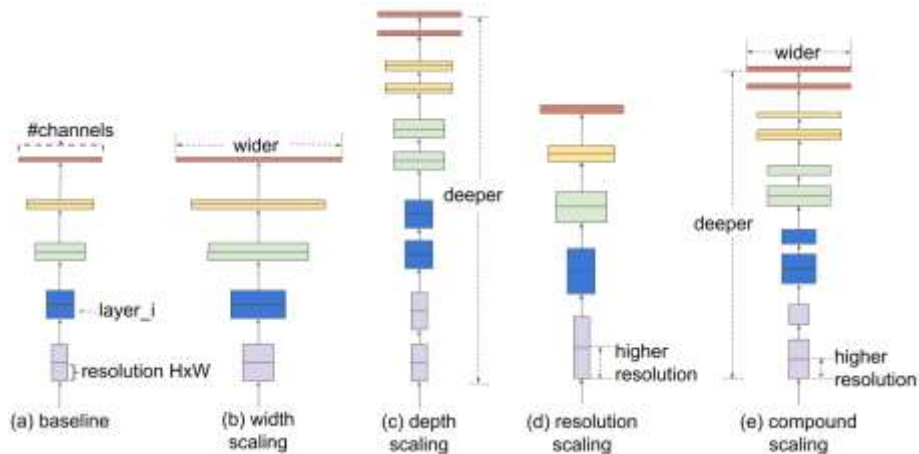 #channels
layer_i
resolution HxW
(a) baseline
wider
(b) width
scaling
deeper
(c) depth
scaling
higher
resolution
(d) resolution
scaling
wider
deeper
higher
resolution
(e) compound
scaling